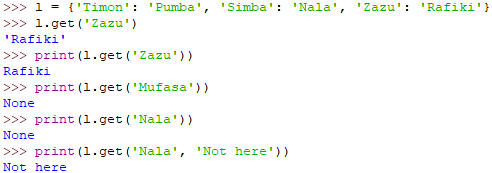 >>> l = {'Timon': 'Pumba', 'Simba': 'Nala', 'Zazu': 'Rafiki'}
>>> l.get('Zazu')
'Rafiki'
>>> print(l.get('Zazu'))
Rafiki
>>> print(l.get('Mufasa'))
None
>>> print(l.get('Nala'))
None
>>> print(l.get('Nala', 'Not here'))
Not here